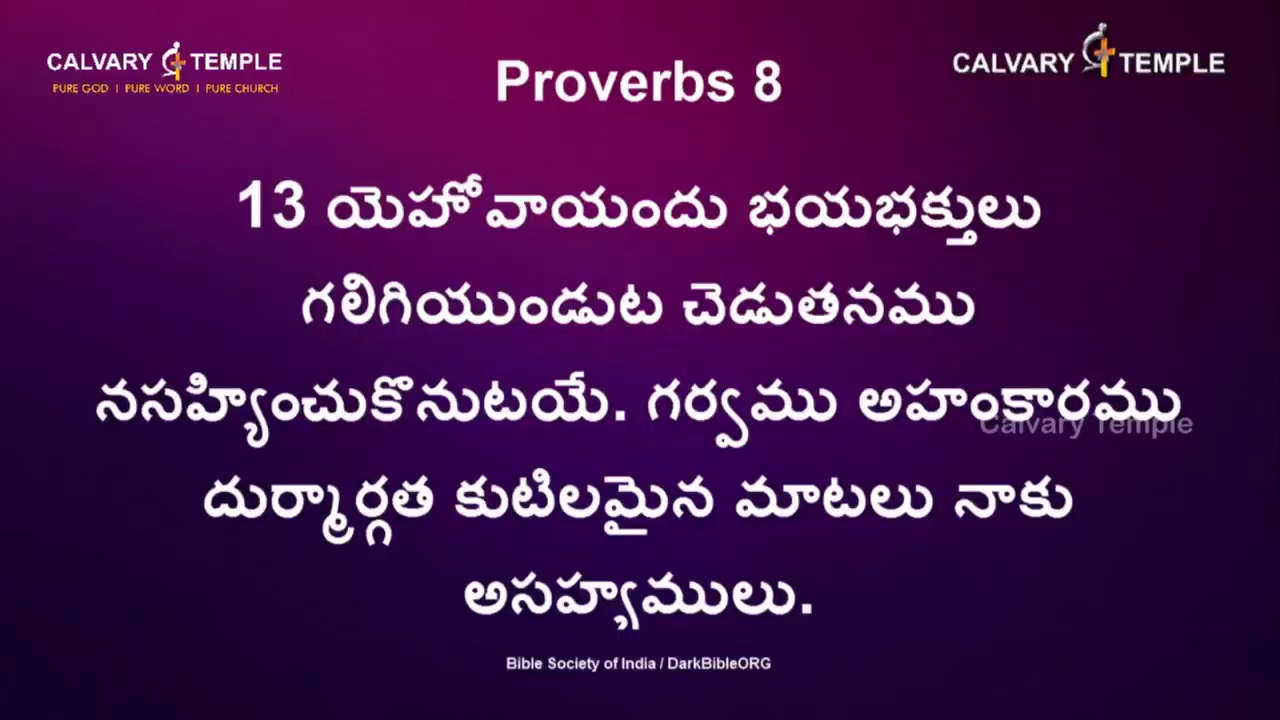 CALVARY TEMPLE
PURE GOD | PURE WORD | PURE CHURCH
Proverbs 8
CALVARY TEMPLE
13 యెహోవాయందు భయభక్తులు
గలిగియుండుట చెడుతనము
నసహ్యించుకొనుటయే. గర్వము అహంకారము
Calvary Temple
దుర్మార్గత కుటిలమైన మాటలు నాకు
అసహ్యములు.
Bible Society of India / DarkBibleORG